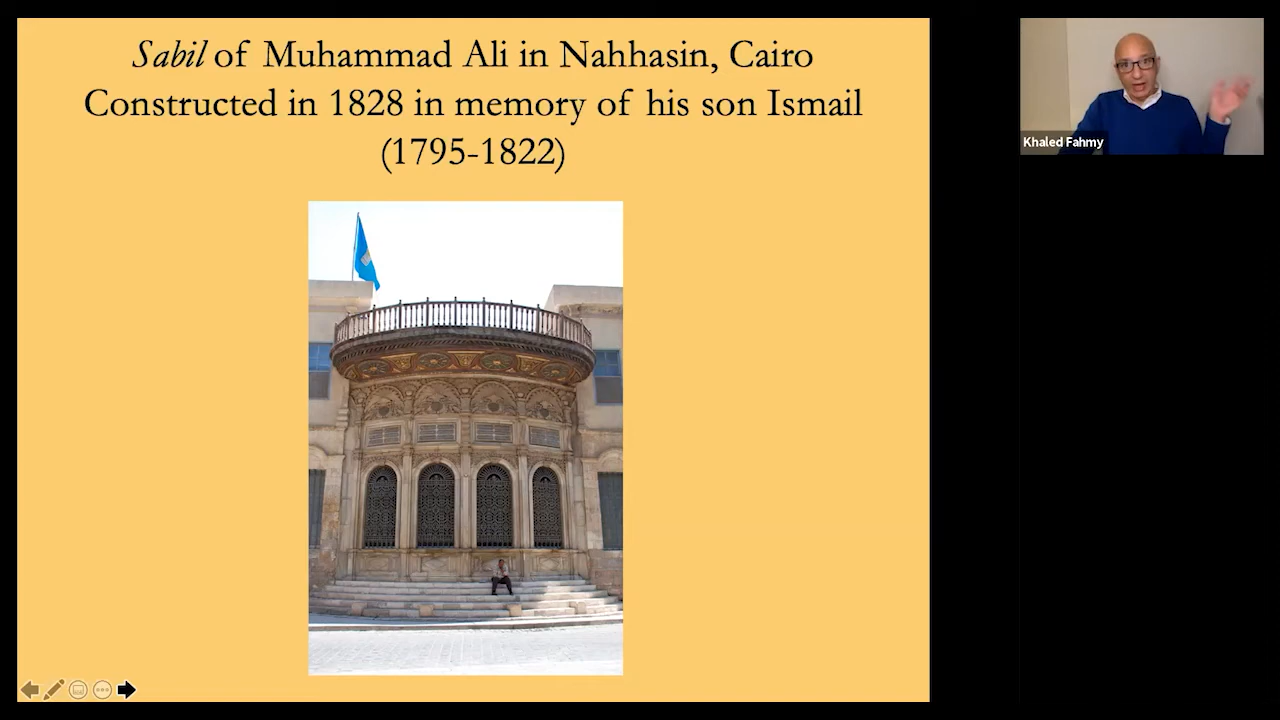 Sabil of Muhammad Ali in Nahhasin, Cairo
Constructed in 1828 in memory of his son Ismail
(1795-1822)
Khaled Fahmy